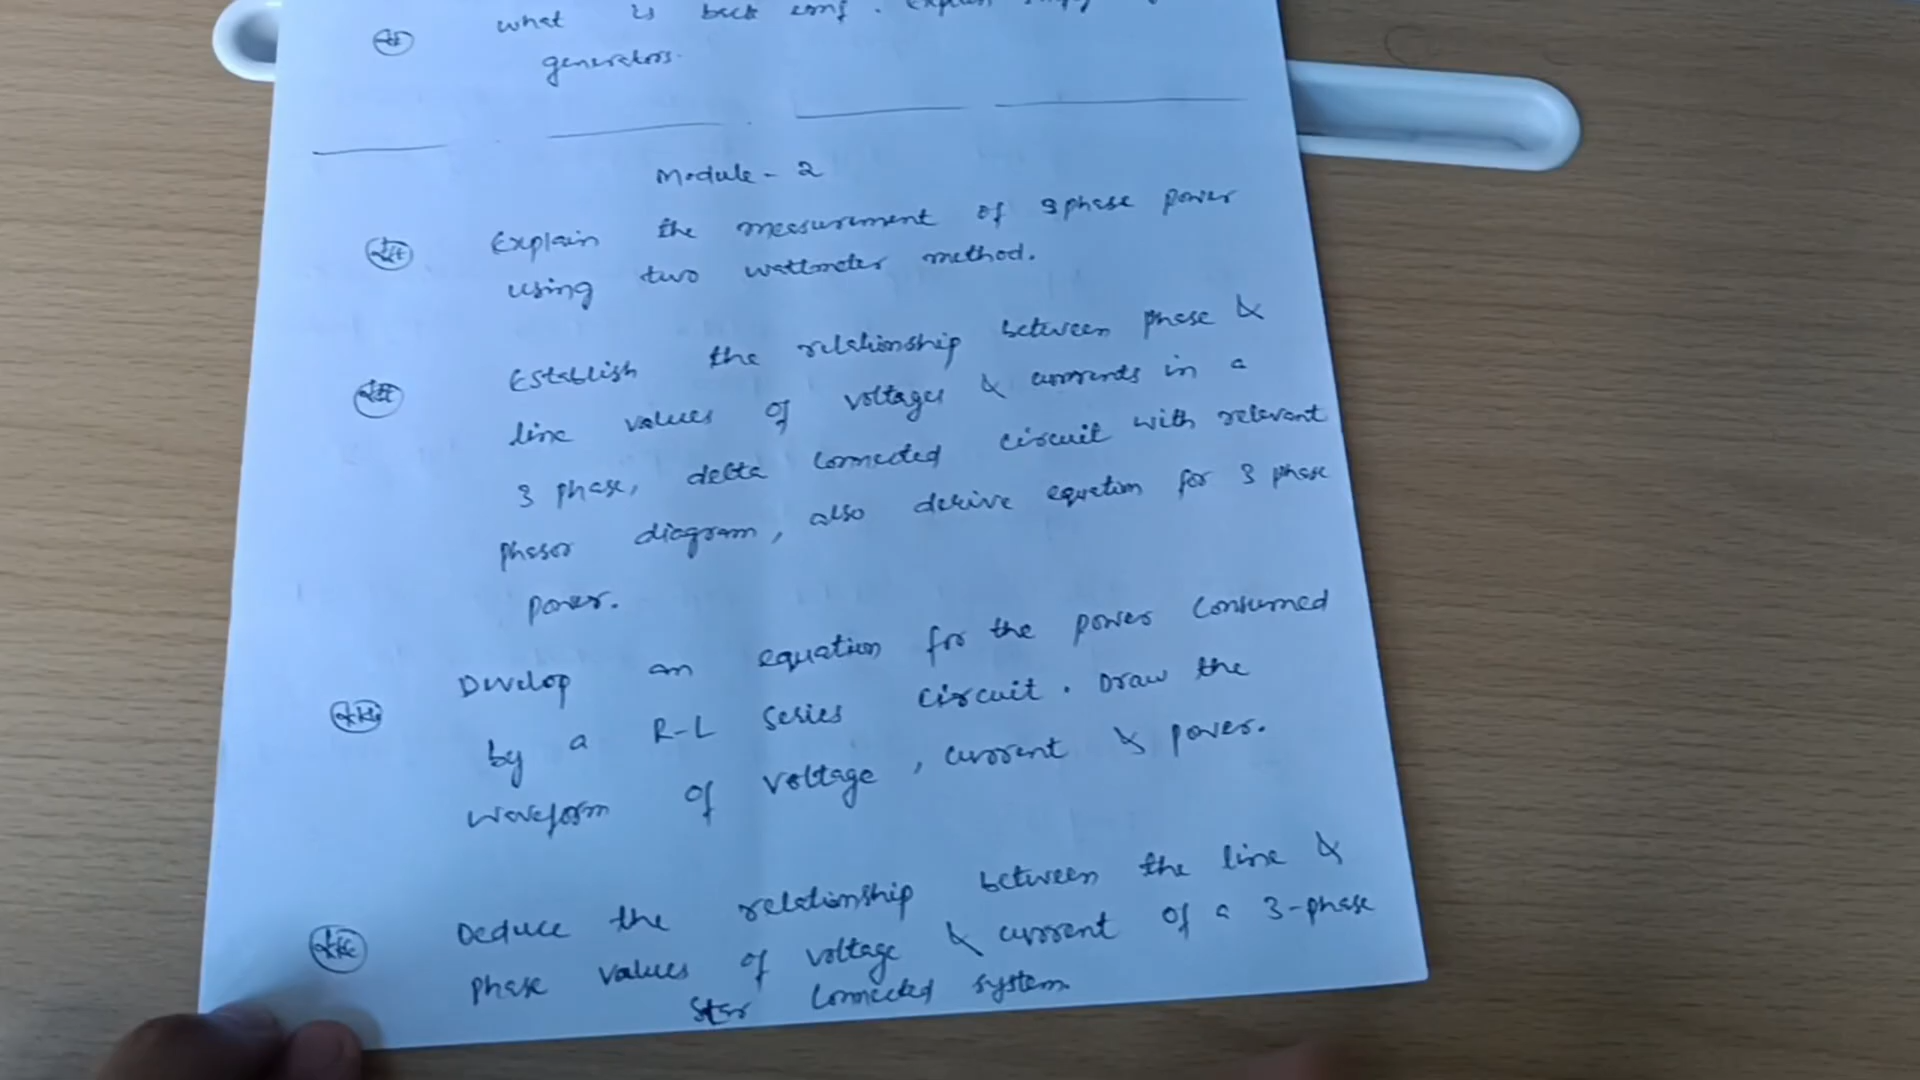 what is back emf. Explain
generators.
Module - 2
Explain the measurement of 3 phase power
using two wattmeter method.
Establish the relationship between phase &
line values of voltages & currents in a
3 phase, delta connected circuit with relevant
phasor diagram, also derive equation for 3 phase
power.
Develop an equation for the power consumed
by a R-L series circuit. Draw the
waveform of voltage, current & power.
Deduce the relationship between the line &
phase values of voltage & current of a 3-phase
star connected system